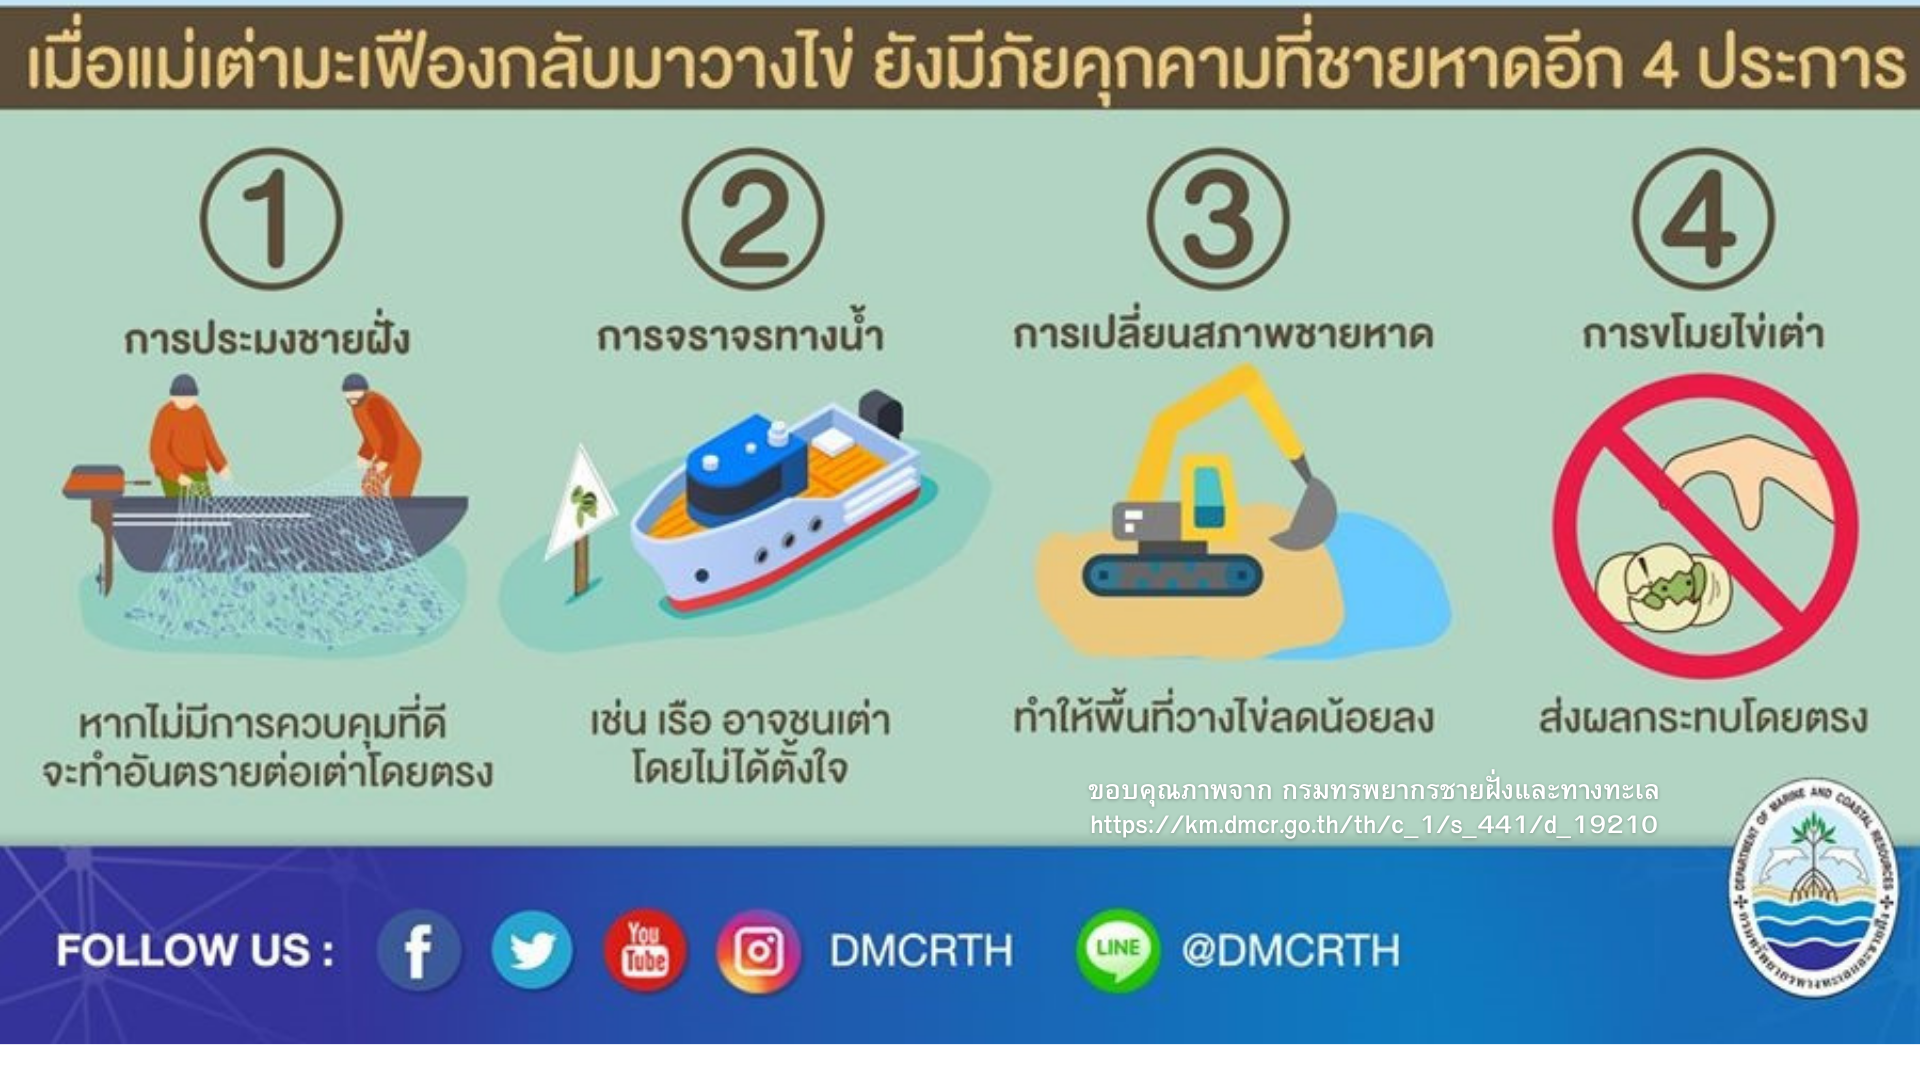 เมื่อแม่เต่ามะเฟืองกลับมาวางไข่ ยังมีภัยคุกคามที่ชายหาดอีก 4 ประการ
1
2
3
4
การประมงชายฝั่ง
การจราจรทางน้ำ
การเปลี่ยนสภาพชายหาด
การขโมยไข่เต่า
หากไม่มีการควบคุมที่ดี
จะทำอันตรายต่อเต่าโดยตรง
เช่น เรือ อาจชนเต่า
โดยไม่ได้ตั้งใจ
ทำให้พื้นที่วางไข่ลดน้อยลง
ส่งผลกระทบโดยตรง
ขอบคุณภาพจาก กรมทรพยากรชายฝั่งและทางทะเล
https://km.dmcr.go.th/th/c_1/s_441/d_19210
DEPARTMENT OF MARINE AND COASTAL RESOURCES
กรมทรัพยากรทางทะเลและชายฝั่ง
FOLLOW US :
f
You
Tube
DMCRTH
LINE
@DMCRTH